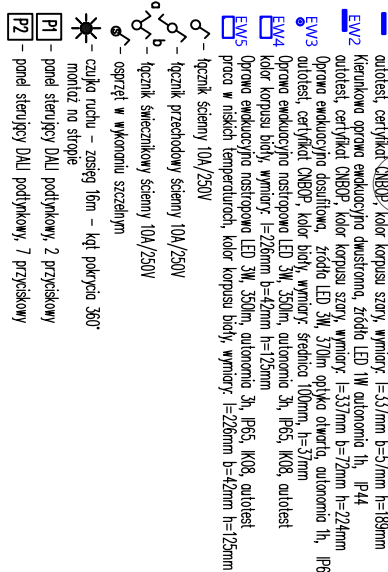 autotest, certyfikat CNBOP, kolor korpusu szary, wymiary: l=337mm b=57mm h=189mm
EW2 Kierunkowa oprawa ewakuacyjna dwustronna, źródła LED 1W autonomia 1h, IP44
autotest, certyfikat CNBOP, kolor korpusu szary, wymiary: l=337mm b=72mm h=224mm
EW3 Oprawa ewakuacyjna dosufitowa, źródła LED 3W, 370lm optyka otwarta, autonomia 1h, IP6
autotest, certyfikat CNBOP, kolor biały, wymiary: średnica 100mm, h=37mm
EW4 Oprawa ewakuacyjna nastropowa LED 3W, 350lm, autonomia 3h, IP65, IK08, autotest
kolor korpusu biały, wymiary: l=226mm b=42mm h=125mm
EW5 Oprawa ewakuacyjna nastropowa LED 3W, 350lm, autonomia 3h, IP65, IK08, autotest
praca w niskich temperaturach, kolor korpusu biały, wymiary: l=226mm b=42mm h=125mm
- łącznik ścienny 10A/250V
- łącznik przechodowy ścienny 10A/250V
a b - łącznik świecznikowy ścienny 10A/250V
S - osprzęt w wykonaniu szczelnym
- czujka ruchu - zasięg 16m - kąt pokrycia 360°
montaż na stropie
P1 - panel sterujący DALI podtynkowy, 2 przyciskowy
P2 - panel sterujący DALI podtynkowy, 7 przyciskowy